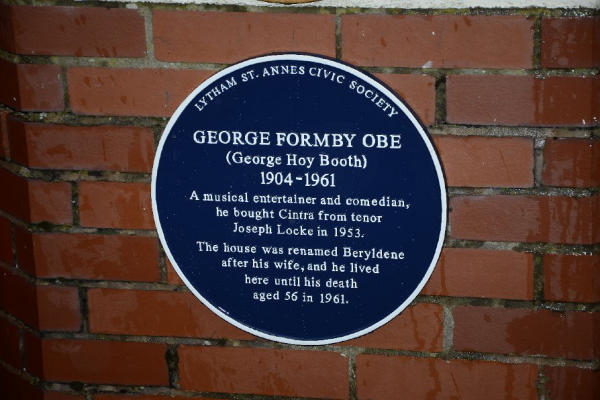 LYTHAM ST. ANNES CIVIC SOCIETY
GEORGE FORMBY OBE
(George Hoy Booth)
1904-1961
A musical entertainer and comedian,
he bought Cintra from tenor
Joseph Locke in 1953.
The house was renamed Beryldene
after his wife, and he lived
here until his death
aged 56 in 1961.